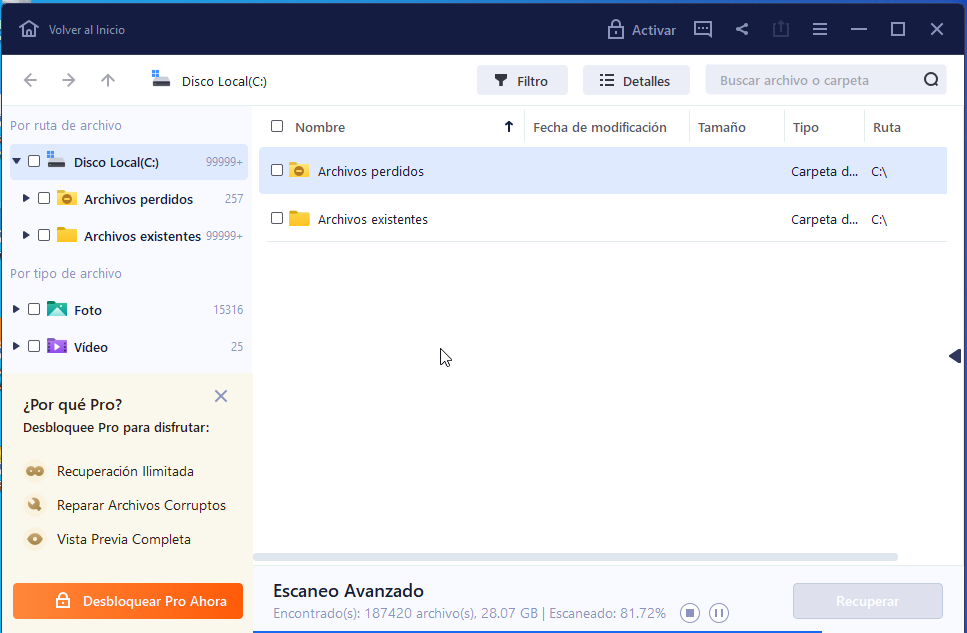 Volver al Inicio
Activar
Disco Local(C:)
Filtro
Detalles
Buscar archivo o carpeta
Por ruta de archivo
Disco Local(C:) 99999+
Archivos perdidos 257
Archivos existentes 99999+
Por tipo de archivo
Foto 15316
Vídeo 25
¿Por qué Pro?
Desbloquee Pro para disfrutar:
Recuperación Ilimitada
Reparar Archivos Corruptos
Vista Previa Completa
Desbloquear Pro Ahora
Nombre Fecha de modificación Tamaño Tipo Ruta
Archivos perdidos Carpeta d... C:\
Archivos existentes Carpeta d... C:\
Escaneo Avanzado
Encontrado(s): 187420 archivo(s), 28.07 GB | Escaneado: 81.72%
Recuperar